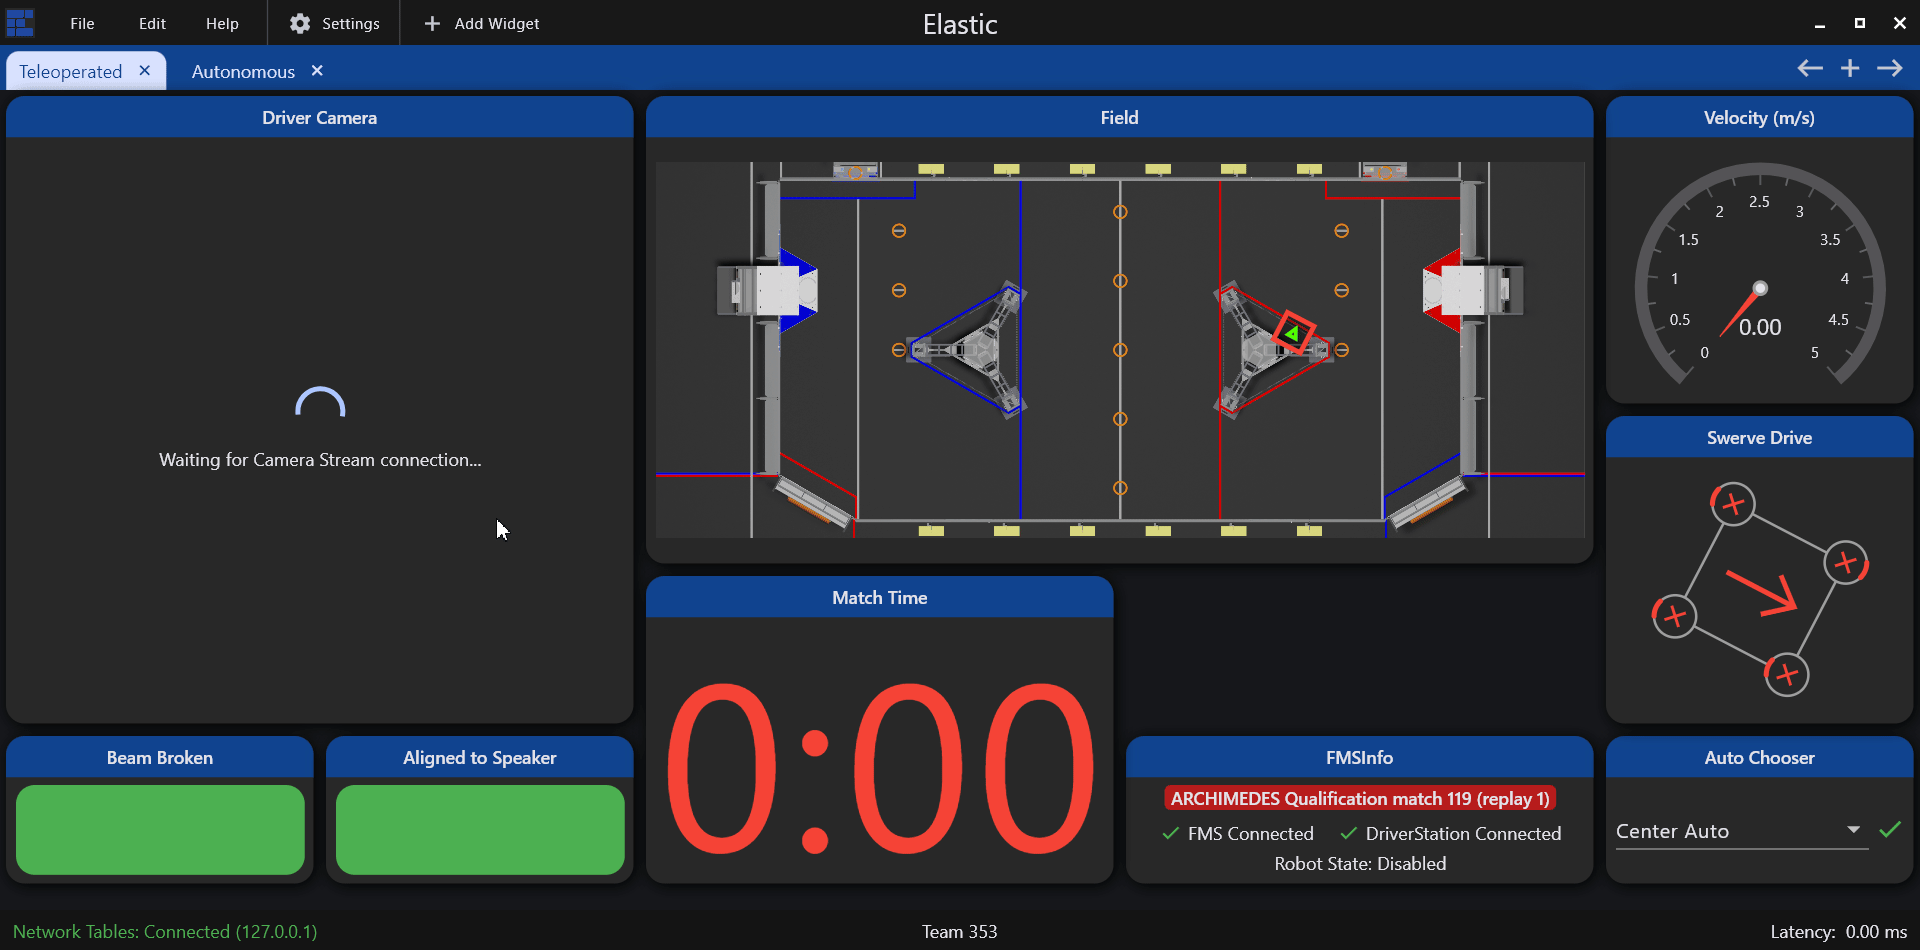 File Edit Help Settings Add Widget Elastic
Teleoperated Autonomous
Driver Camera
Waiting for Camera Stream connection...
Field
Velocity (m/s)
0 0.5 1 1.5 2 2.5 3 3.5 4 4.5 5
0.00
Swerve Drive
Beam Broken
Aligned to Speaker
Match Time
0:00
FMSInfo
ARCHIMEDES Qualification match 119 (replay 1)
FMS Connected DriverStation Connected
Robot State: Disabled
Auto Chooser
Center Auto
Network Tables: Connected (127.0.0.1) Team 353 Latency: 0.00 ms